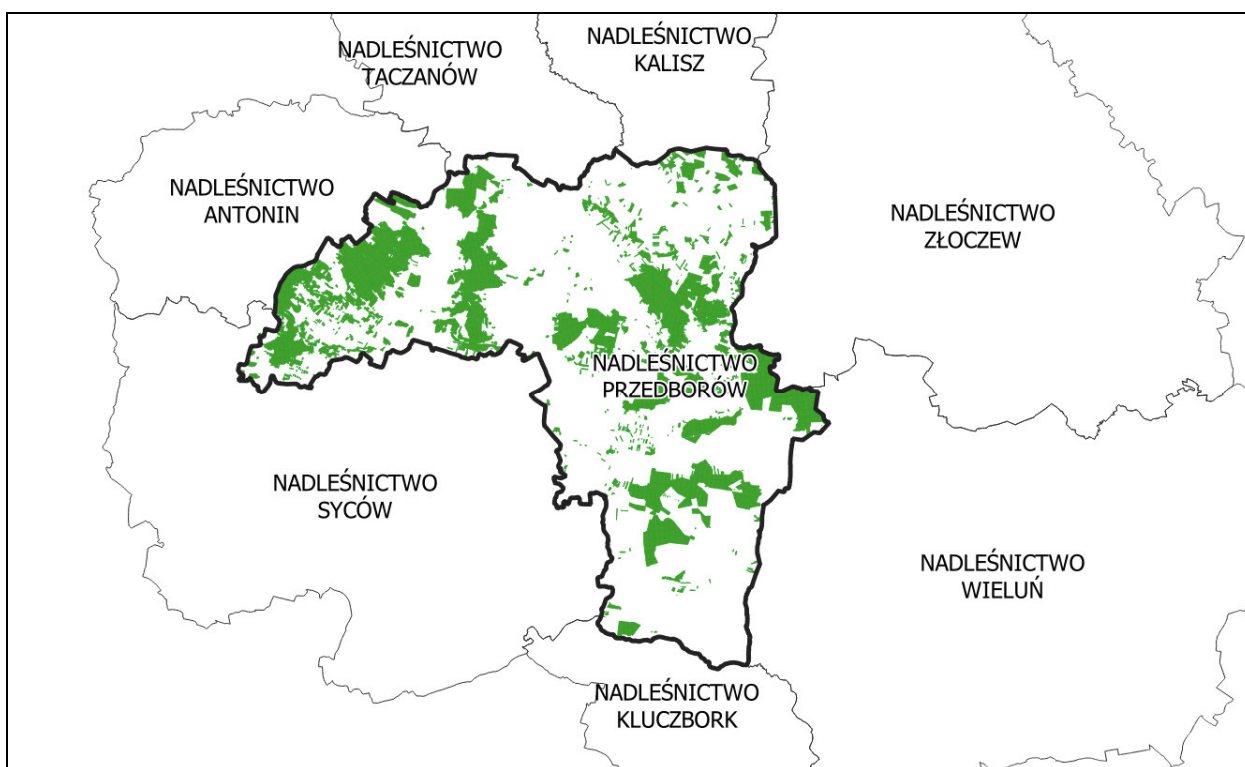 NADLEŚNICTWO
TACZANÓW
NADLEŚNICTWO
KALISZ
NADLEŚNICTWO
ANTONIN
NADLEŚNICTWO
ZŁOCZEW
NADLEŚNICTWO
PRZEDBORÓW
NADLEŚNICTWO
SYCÓW
NADLEŚNICTWO
WIELUŃ
NADLEŚNICTWO
KLUCZBORK